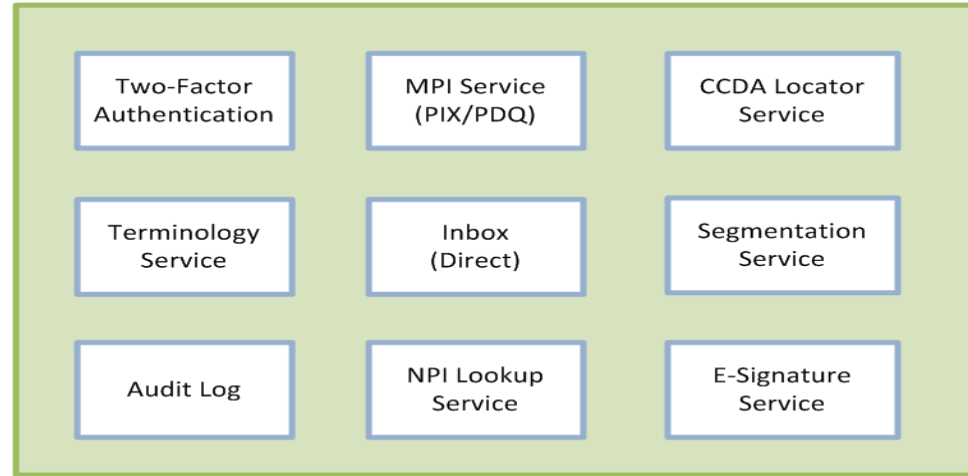 Two-Factor
Authentication
MPI Service
(PIX/PDQ)
CCDA Locator
Service
Terminology
Service
Inbox
(Direct)
Segmentation
Service
Audit Log
NPI Lookup
Service
E-Signature
Service